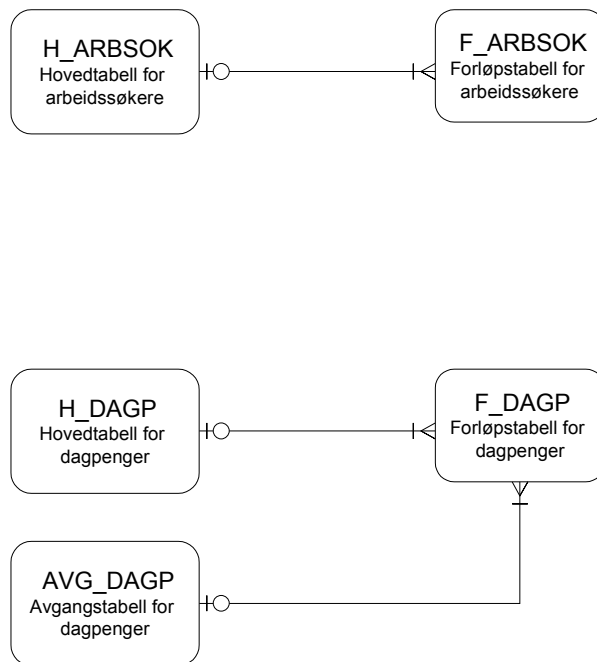 H_ARBSOK
Hovedtabell for
arbeidssøkere
F_ARBSOK
Forløpstabell for
arbeidssøkere
H_DAGP
Hovedtabell for
dagpenger
F_DAGP
Forløpstabell for
dagpenger
AVG_DAGP
Avgangstabell for
dagpenger